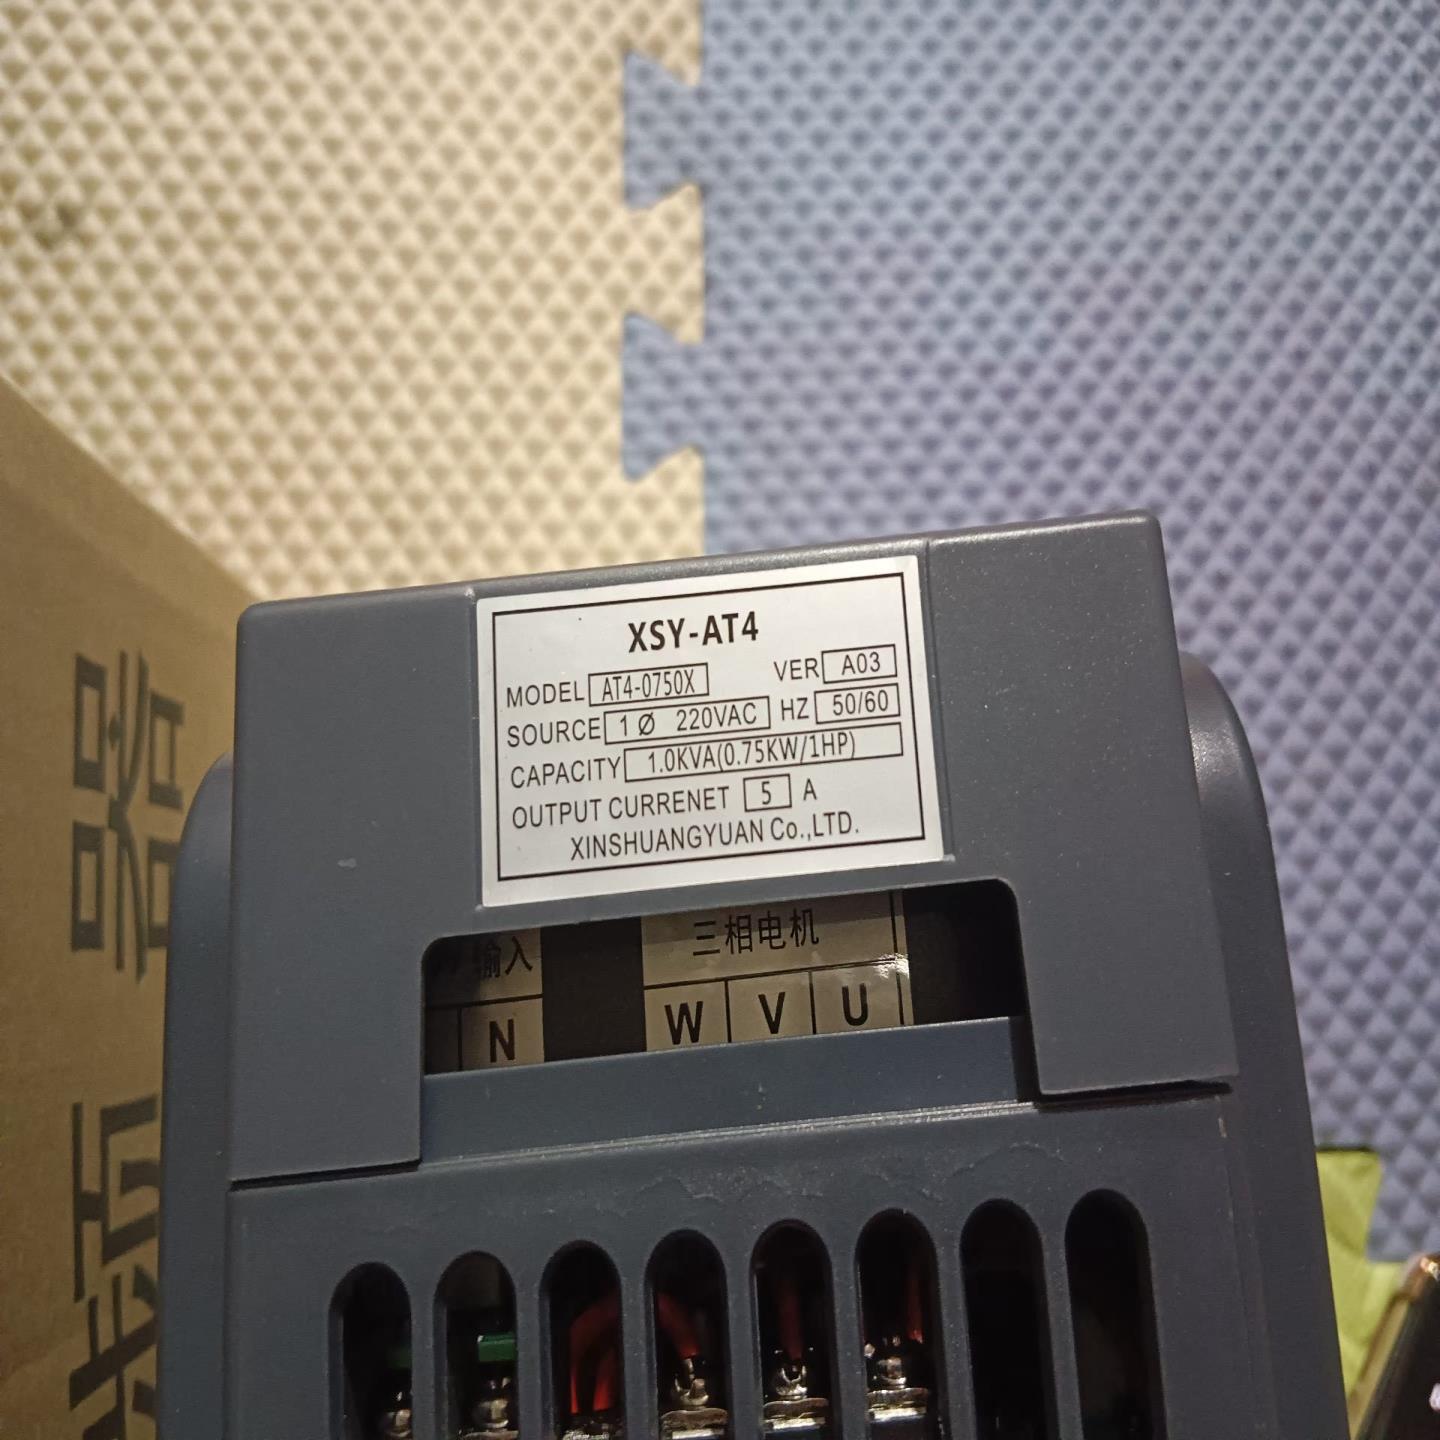 XSY-AT4
MODEL AT4-0750X VER A03
SOURCE 1 Ø 220VAC HZ 50/60
CAPACITY 1.0KVA(0.75KW/1HP)
OUTPUT CURRENET 5 A
XINSHUANGYUAN Co.,LTD.
输入 三相电机
N W V U
器